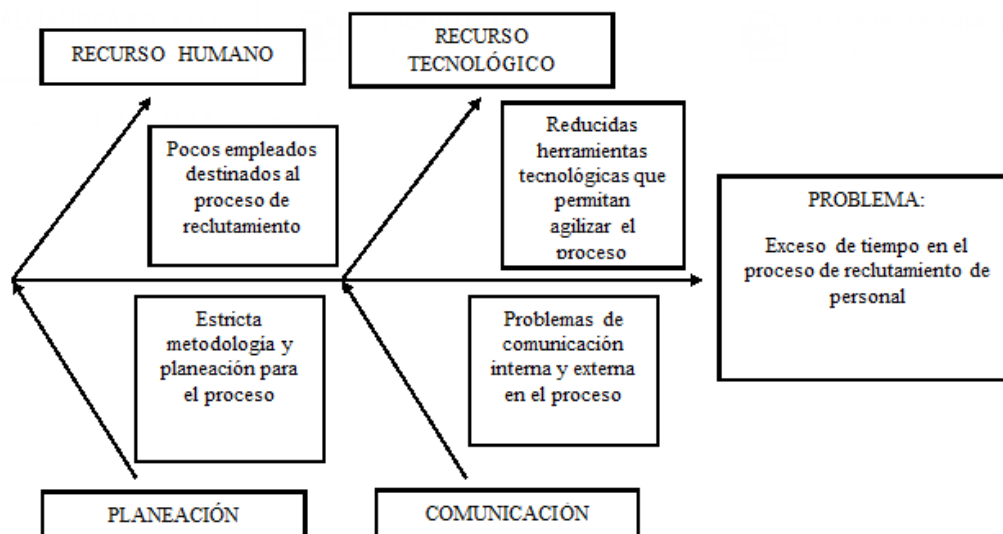 RECURSO HUMANO
RECURSO
TECNOLÓGICO
Pocos empleados
destinados al
proceso de
reclutamiento
Reducidas
herramientas
tecnológicas que
permitan
agilizar el
proceso
PROBLEMA:
Exceso de tiempo en el
proceso de reclutamiento de
personal
Estricta
metodología y
planeación para
el proceso
Problemas de
comunicación
interna y externa
en el proceso
PLANEACIÓN
COMUNICACIÓN